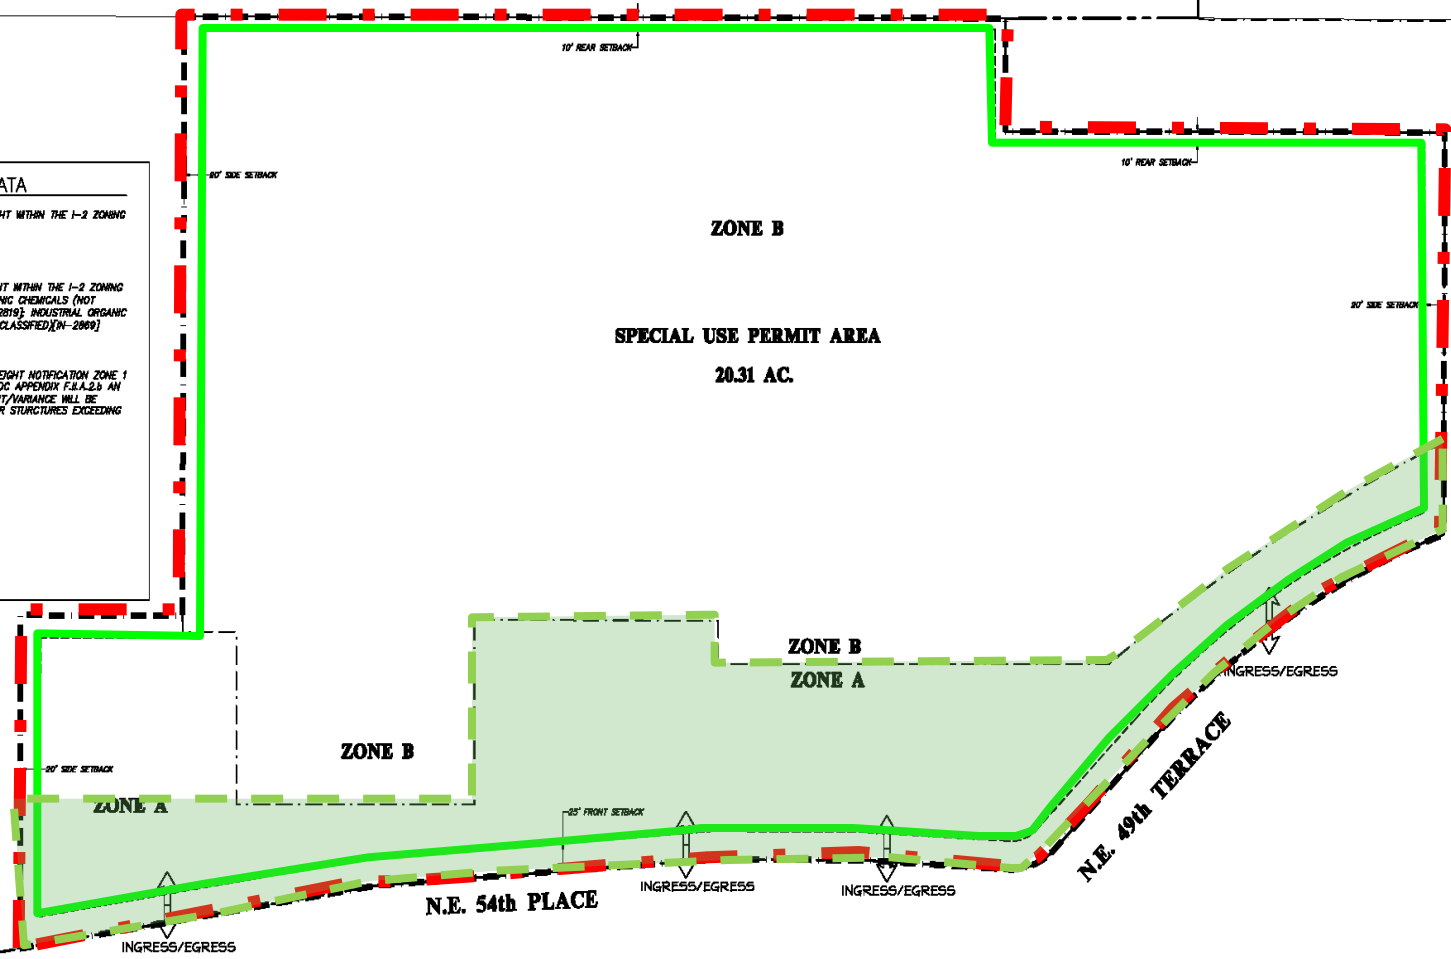 10' REAR SETBACK
ATA
HT WITHIN THE I-2 ZONING
20' SIDE SETBACK
10' REAR SETBACK
ZONE B
HT WITHIN THE I-2 ZONING
NIC CHEMICALS (NOT
2819]; INDUSTRIAL ORGANIC
CLASSIFIED)[IN-2869]
20' SIDE SETBACK
SPECIAL USE PERMIT AREA
20.31 AC.
EIGHT NOTIFICATION ZONE 1
DC APPENDIX F.II.A.2.b AN
IT/VARIANCE WILL BE
R STURCTURES EXCEEDING
ZONE B
ZONE A
INGRESS/EGRESS
ZONE B
20' SIDE SETBACK
ZONE A
25' FRONT SETBACK
N.E. 49th TERRACE
INGRESS/EGRESS
INGRESS/EGRESS
N.E. 54th PLACE
INGRESS/EGRESS